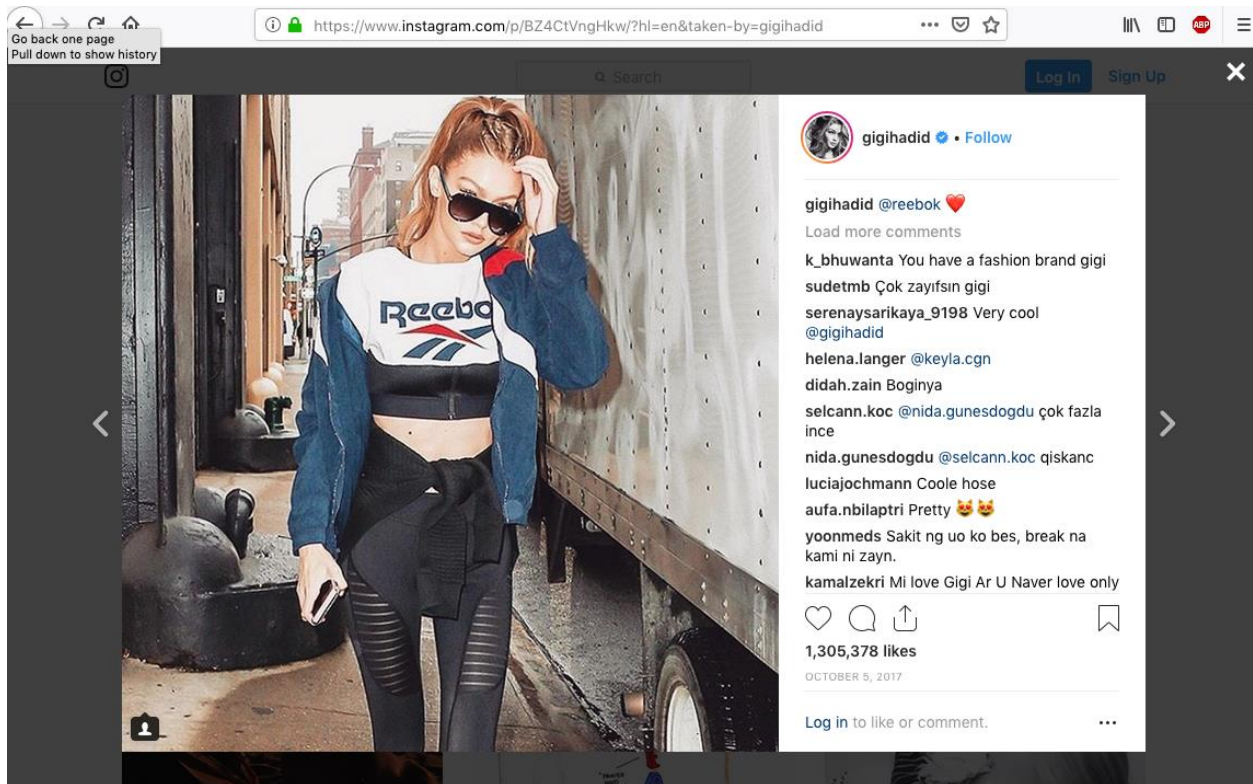 https://www.instagram.com/p/BZ4CtVngHkw/?hl=en&taken-by=gigihadid
ABP
Go back one page
Pull down to show history
Search
Log In
Sign Up
gigihadid • Follow
gigihadid @reebok ❤️
Load more comments
k_bhuwanta You have a fashion brand gigi
sudetmb Çok zayıfsın gigi
serenaysarikaya_9198 Very cool
@gigihadid
helena.langer @keyla.cgn
didah.zain Boginya
selcann.koc @nida.gunesdogdu çok fazla
ince
nida.gunesdogdu @selcann.koc qiskanc
luciajochmann Coole hose
aufa.nbilaptri Pretty 😻 😻
yoonmeds Sakit ng uo ko bes, break na
kami ni zayn.
kamalzekri Mi love Gigi Ar U Naver love only
1,305,378 likes
OCTOBER 5, 2017
Log in to like or comment.
Reebo